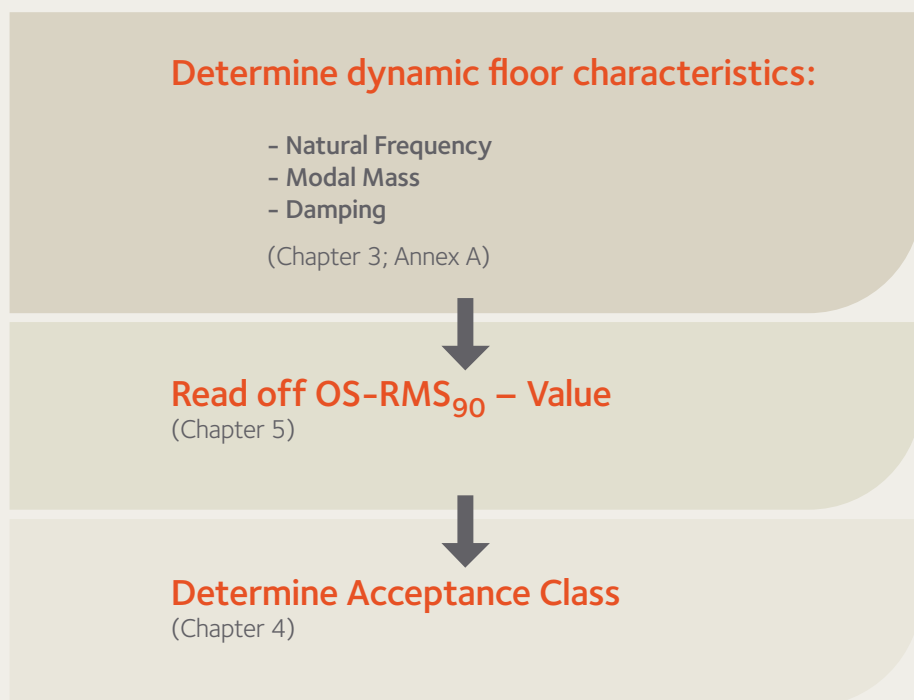 Determine dynamic floor characteristics:
- Natural Frequency
- Modal Mass
- Damping
(Chapter 3; Annex A)
Read off OS-RMS90 – Value
(Chapter 5)
Determine Acceptance Class
(Chapter 4)